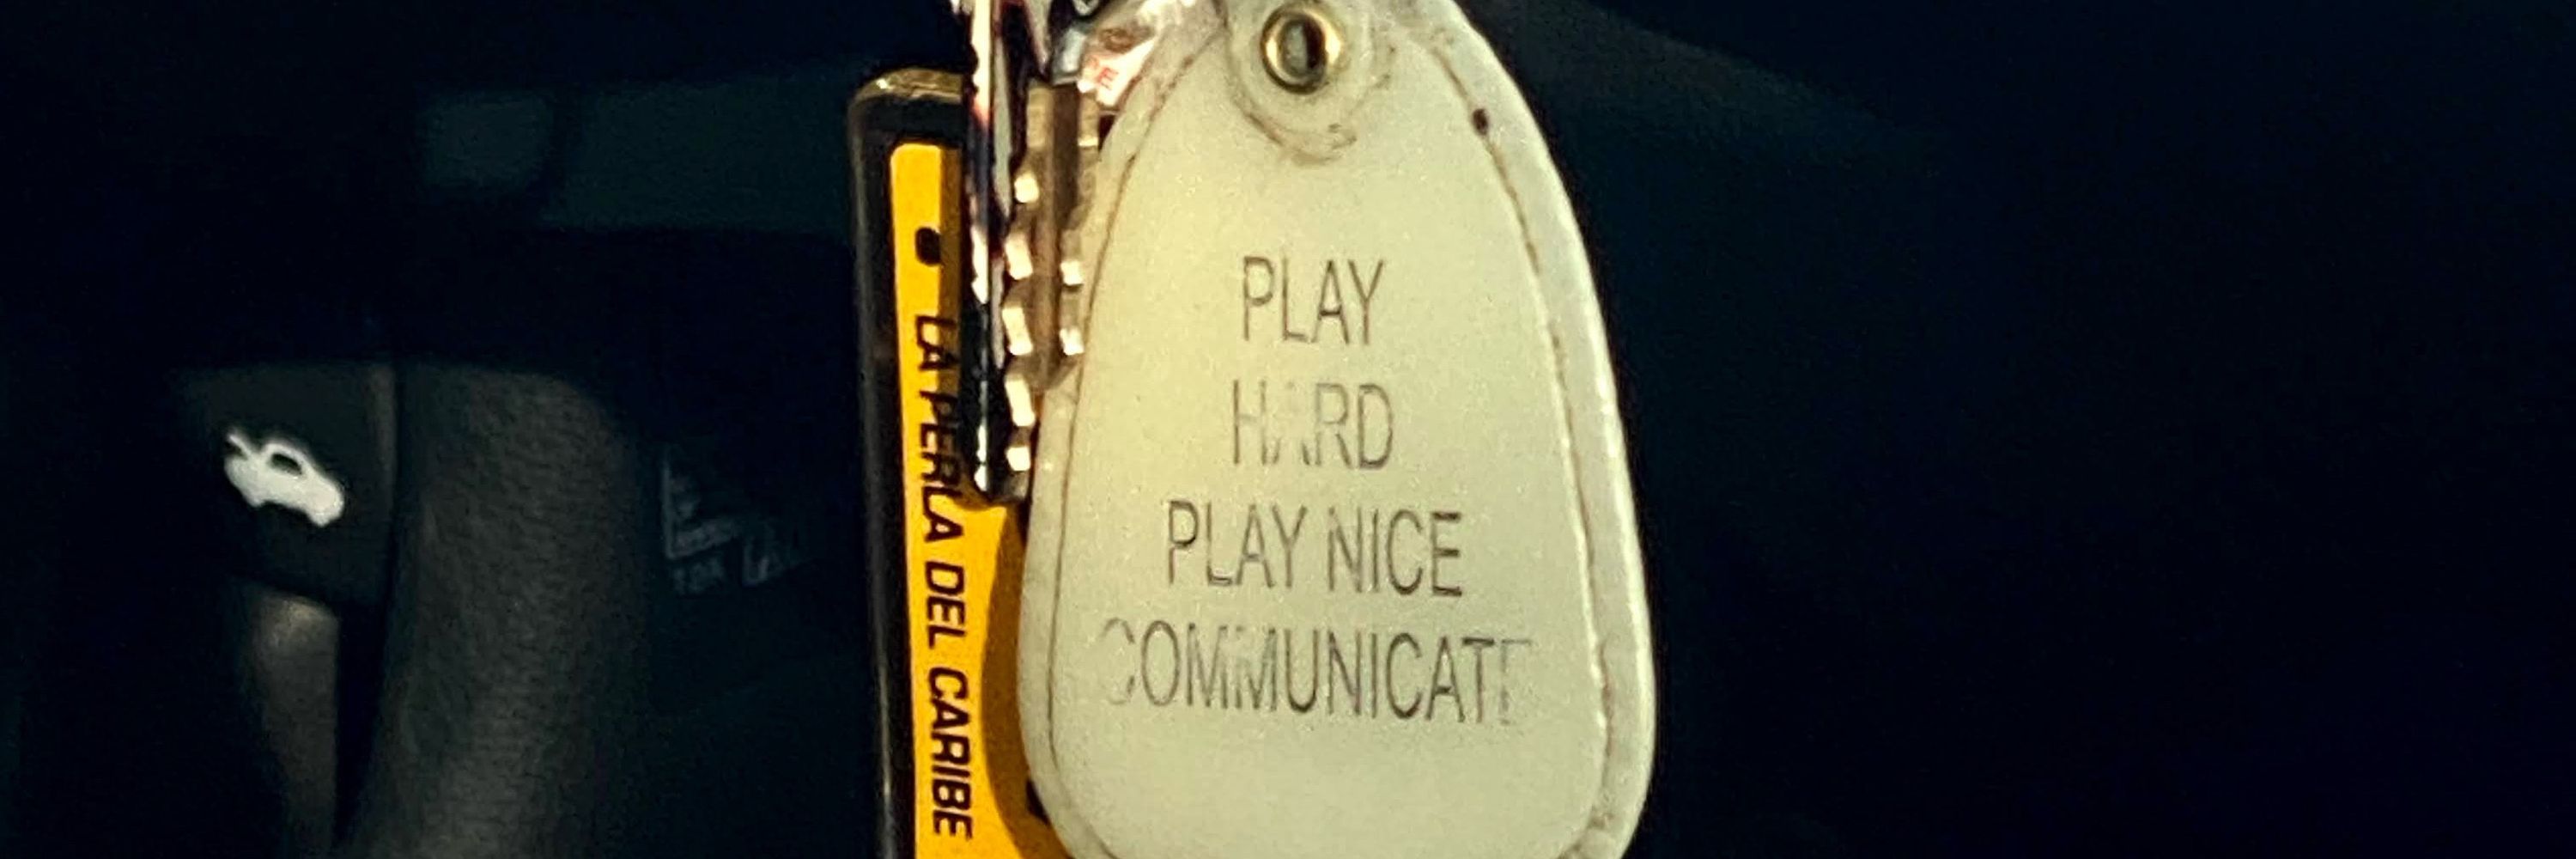 LA PERLA DEL CARIBE
PLAY
HARD
PLAY NICE
COMMUNICATE